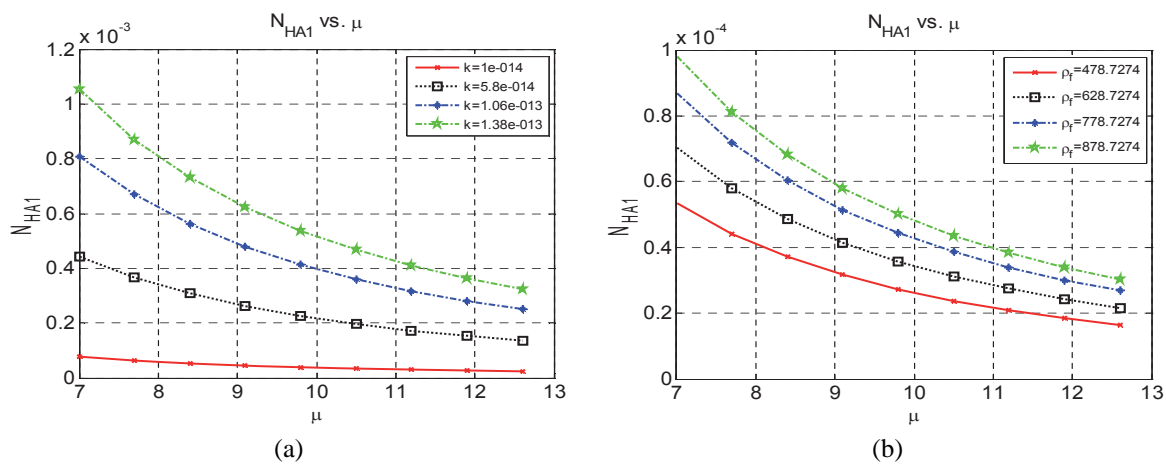 N_HA1 vs. μ
x 10^-3
1.2
1
0.8
0.6
0.4
0.2
0
N_HA1
7 8 9 10 11 12 13
μ
k=1e-014
k=5.8e-014
k=1.06e-013
k=1.38e-013
(a)
N_HA1 vs. μ
x 10^-4
1
0.8
0.6
0.4
0.2
0
N_HA1
7 8 9 10 11 12 13
μ
ρ_f=478.7274
ρ_f=628.7274
ρ_f=778.7274
ρ_f=878.7274
(b)